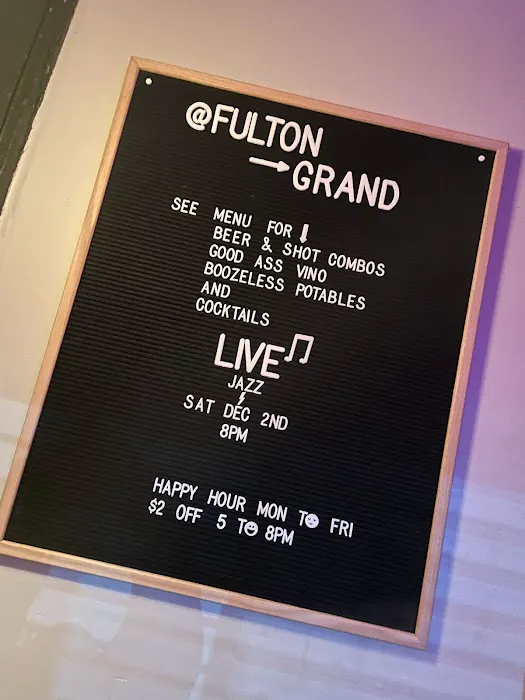 @FULTON
→GRAND
SEE MENU FOR ⬇
BEER & SHOT COMBOS
GOOD ASS VINO
BOOZELESS POTABLES
AND
COCKTAILS
LIVE♫
JAZZ
SAT DEC 2ND
8PM
HAPPY HOUR MON TO FRI
$2 OFF 5 TO 8PM